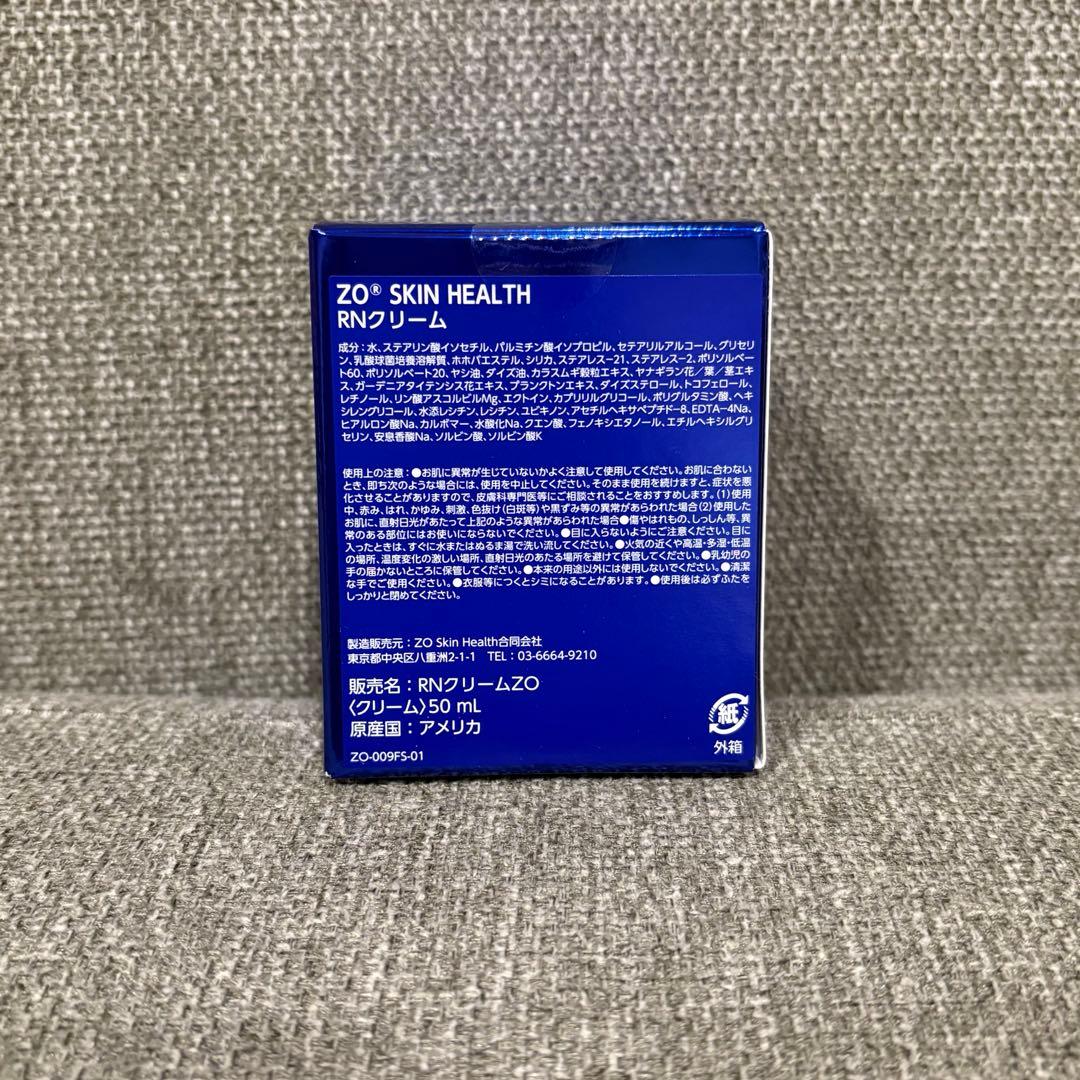 ZO® SKIN HEALTH
RNクリーム
成分：水、ステアリン酸イソセチル、パルミチン酸イソプロピル、セテアリルアルコール、グリセリ
ン、乳酸球菌培養溶解質、ホホバエステル、シリカ、ステアレス−21、ステアレス−2、ポリソルベー
ト60、ポリソルベート20、ヤシ油、ダイズ油、カラスムギ穀粒エキス、ヤナギラン花／葉／茎エキ
ス、ガーデニアタイテンシス花エキス、プランクトンエキス、ダイズステロール、トコフェロール、
レチノール、リン酸アスコルビルMg、エクトイン、カプリリルグリコール、ポリグルタミン酸、ヘキ
シレングリコール、水添レシチン、レシチン、ユビキノン、アセチルヘキサペプチド−8、EDTA−4Na、
ヒアルロン酸Na、カルボマー、水酸化Na、クエン酸、フェノキシエタノール、エチルヘキシルグリ
セリン、安息香酸Na、ソルビン酸、ソルビン酸K
使用上の注意：●お肌に異常が生じていないかよく注意して使用してください。お肌に合わない
とき、即ち次のような場合には、使用を中止してください。そのまま使用を続けますと、症状を悪
化させることがありますので、皮膚科専門医等にご相談されることをおすすめします。(1)使用
中、赤み、はれ、かゆみ、刺激、色抜け(白斑等)や黒ずみ等の異常があらわれた場合(2)使用した
お肌に、直射日光があたって上記のような異常があらわれた場合●傷やはれもの、しっしん等、異
常のある部位にはお使いにならないでください。●目に入らないようにご注意ください。目に
入ったときは、すぐに水またはぬるま湯で洗い流してください。●火気の近くや高温・多湿・低温
の場所、温度変化の激しい場所、直射日光のあたる場所を避けて保管してください。●乳幼児の
手の届かないところに保管してください。●本来の用途以外には使用しないでください。●清潔
な手でご使用ください。●衣服等につくとシミになることがあります。●使用後は必ずふたを
しっかりと閉めてください。
製造販売元：ZO Skin Health合同会社
東京都中央区八重洲2-1-1 TEL：03-6664-9210
販売名：RNクリームZO
〈クリーム〉50 mL
原産国：アメリカ
ZO-009FS-01
紙
外箱